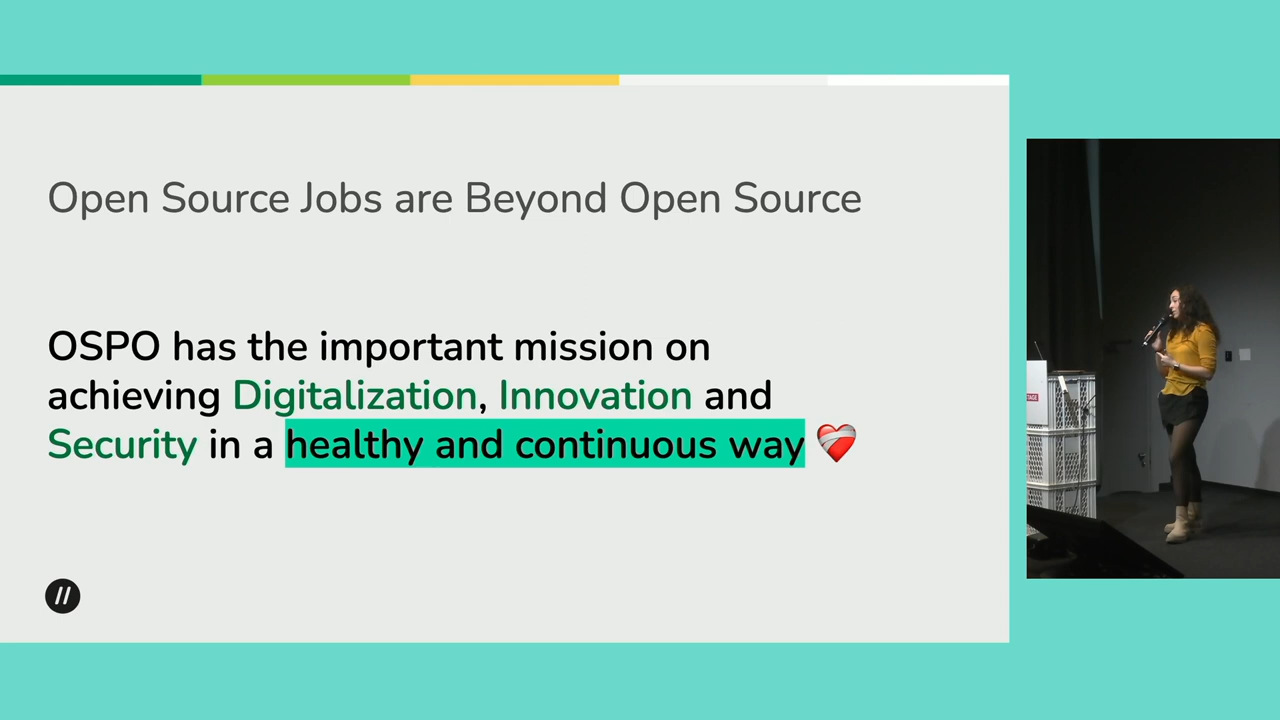 Open Source Jobs are Beyond Open Source
OSPO has the important mission on
achieving Digitalization, Innovation and
Security in a healthy and continuous way ❤️‍🩹